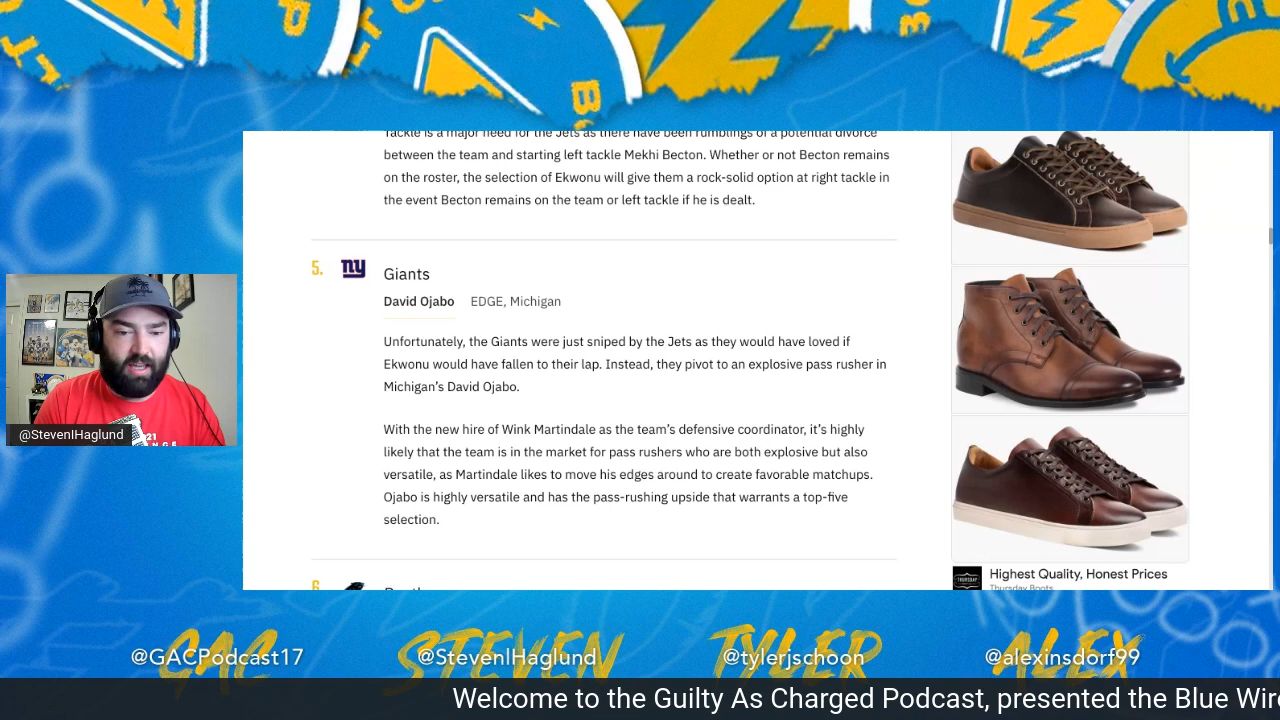 Tackle is a major need for the Jets as there have been rumblings of a potential divorce
between the team and starting left tackle Mekhi Becton. Whether or not Becton remains
on the roster, the selection of Ekwonu will give them a rock-solid option at right tackle in
the event Becton remains on the team or left tackle if he is dealt.
5.
ny
Giants
David Ojabo EDGE, Michigan
Unfortunately, the Giants were just sniped by the Jets as they would have loved if
Ekwonu would have fallen to their lap. Instead, they pivot to an explosive pass rusher in
Michigan’s David Ojabo.
With the new hire of Wink Martindale as the team’s defensive coordinator, it’s highly
likely that the team is in the market for pass rushers who are both explosive but also
versatile, as Martindale likes to move his edges around to create favorable matchups.
Ojabo is highly versatile and has the pass-rushing upside that warrants a top-five
selection.
6.
Highest Quality, Honest Prices
Thursday Boots
@StevenIHaglund
GAC
@GACPodcast17
STEVEN
@StevenIHaglund
TYLER
@tylerjschoon
ALEX
@alexinsdorf99
Welcome to the Guilty As Charged Podcast, presented the Blue Wir